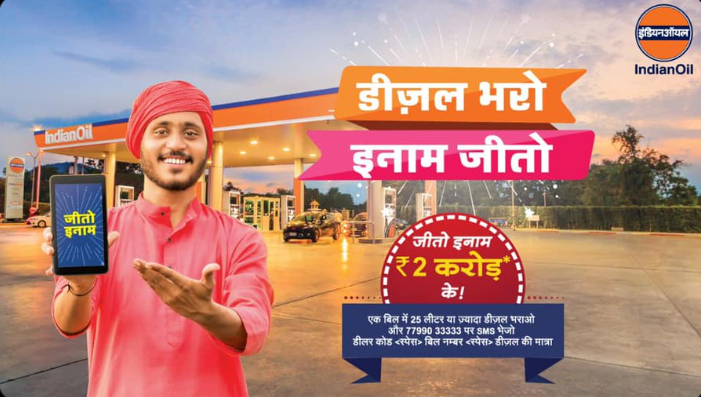 इंडियनऑयल
IndianOil
IndianOil
डीज़ल भरो
इनाम जीतो
जीतो
इनाम
जीतो इनाम
₹2 करोड़*
के!
एक बिल में 25 लीटर या ज़्यादा डीज़ल भराओ
और 77990 33333 पर SMS भेजो
डीलर कोड <स्पेस> बिल नम्बर <स्पेस> डीज़ल की मात्रा